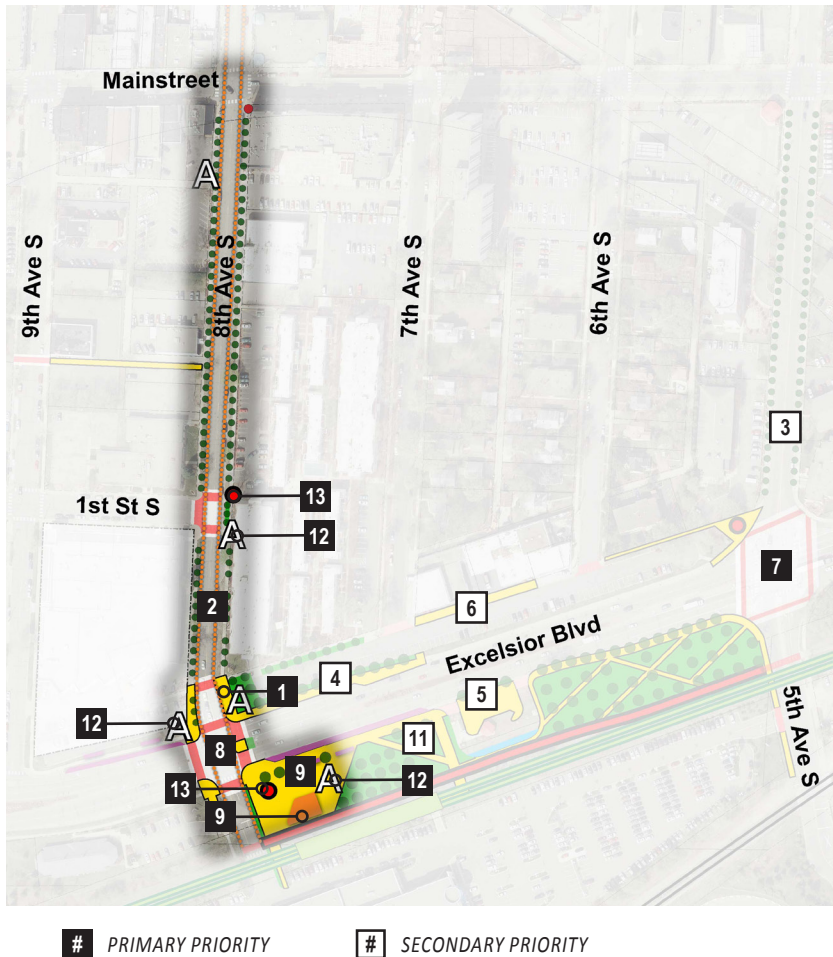 Mainstreet
A
9th Ave S
8th Ave S
7th Ave S
6th Ave S
3
13
1st St S
A
12
7
2
6
Excelsior Blvd
1
4
A
5
12
A
5th Ave S
8
11
9
A
12
13
9
# PRIMARY PRIORITY
# SECONDARY PRIORITY